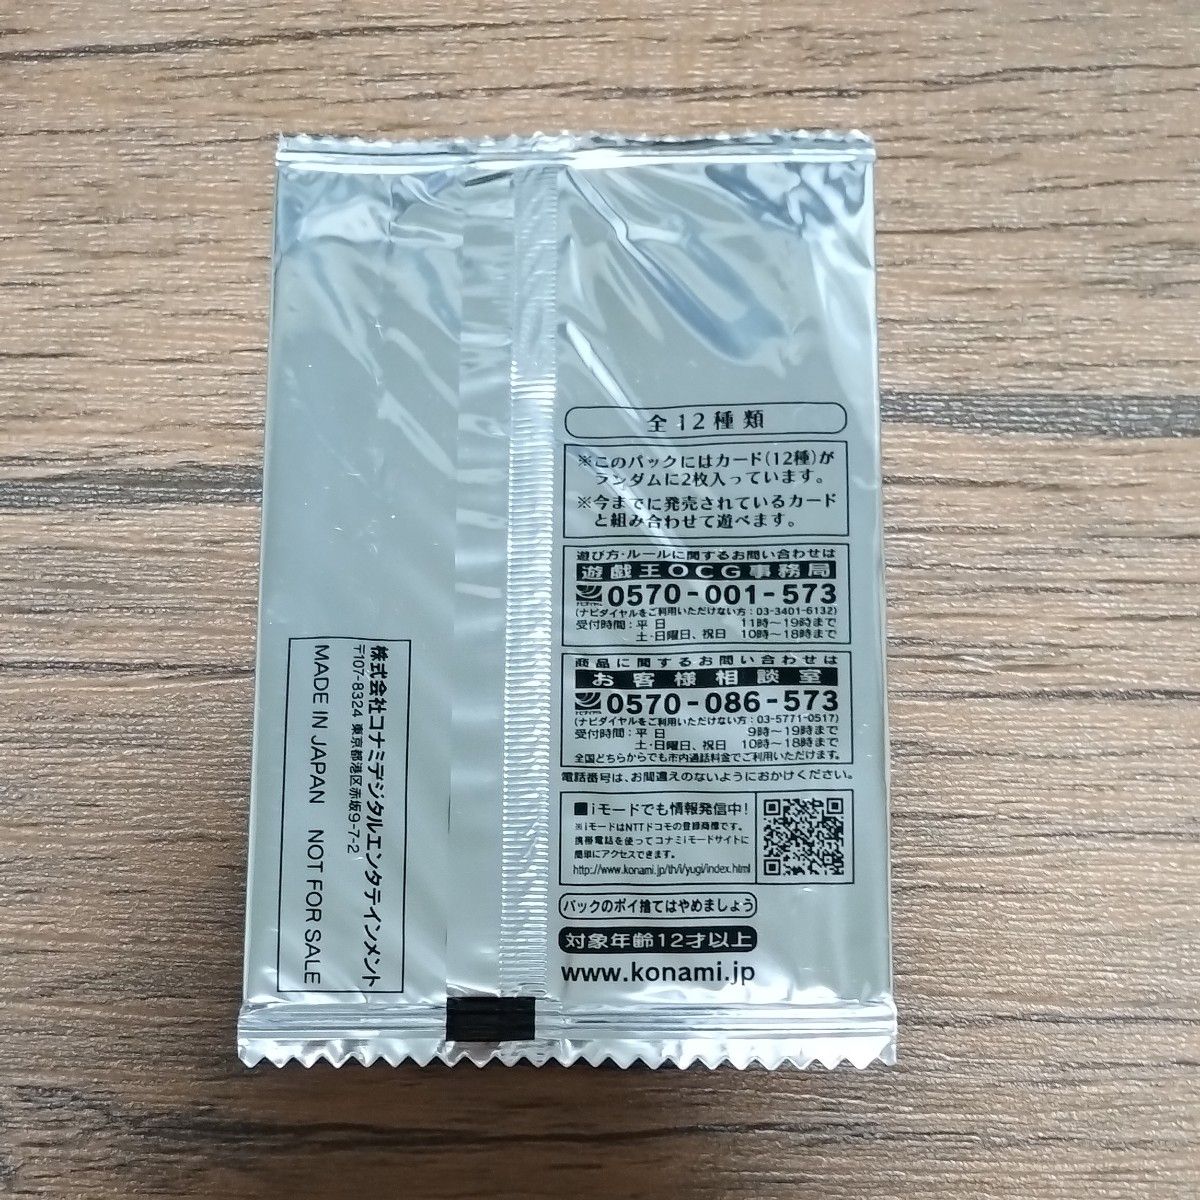 全12種類
※このパックにはカード(12種)が
ランダムに2枚入っています。
※今までに発売されているカード
と組み合わせて遊べます。
遊び方・ルールに関するお問い合わせは
遊戯王OCG事務局
0570-001-573
(ナビダイヤルをご利用いただけない方：03-3401-6132)
受付時間：平日 11時〜19時まで
土・日曜日、祝日 10時〜18時まで
商品に関するお問い合わせは
お客様相談室
0570-086-573
(ナビダイヤルをご利用いただけない方：03-5771-0517)
受付時間：平日 9時〜19時まで
土・日曜日、祝日 10時〜18時まで
全国どちらからでも市内通話料金でご利用いただけます。
電話番号は、お間違えのないようにおかけください。
■iモードでも情報発信中!
※iモードはNTTドコモの登録商標です。
携帯電話を使ってコナミiモードサイトに
簡単にアクセスできます。
http://www.konami.jp/th/i/yugi/index.html
パックのポイ捨てはやめましょう
対象年齢12才以上
www.konami.jp
株式会社コナミデジタルエンタテインメント
〒107-8324 東京都港区赤坂9-7-2
MADE IN JAPAN NOT FOR SALE